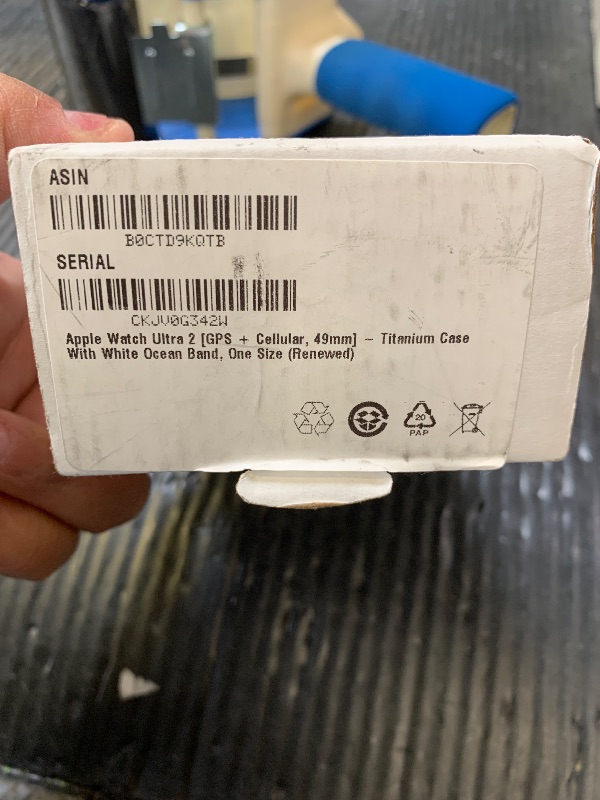 ASIN
B0CTD9KQTB
SERIAL
CKJV0G342W
Apple Watch Ultra 2 [GPS + Cellular, 49mm] – Titanium Case
With White Ocean Band, One Size (Renewed)
20
PAP